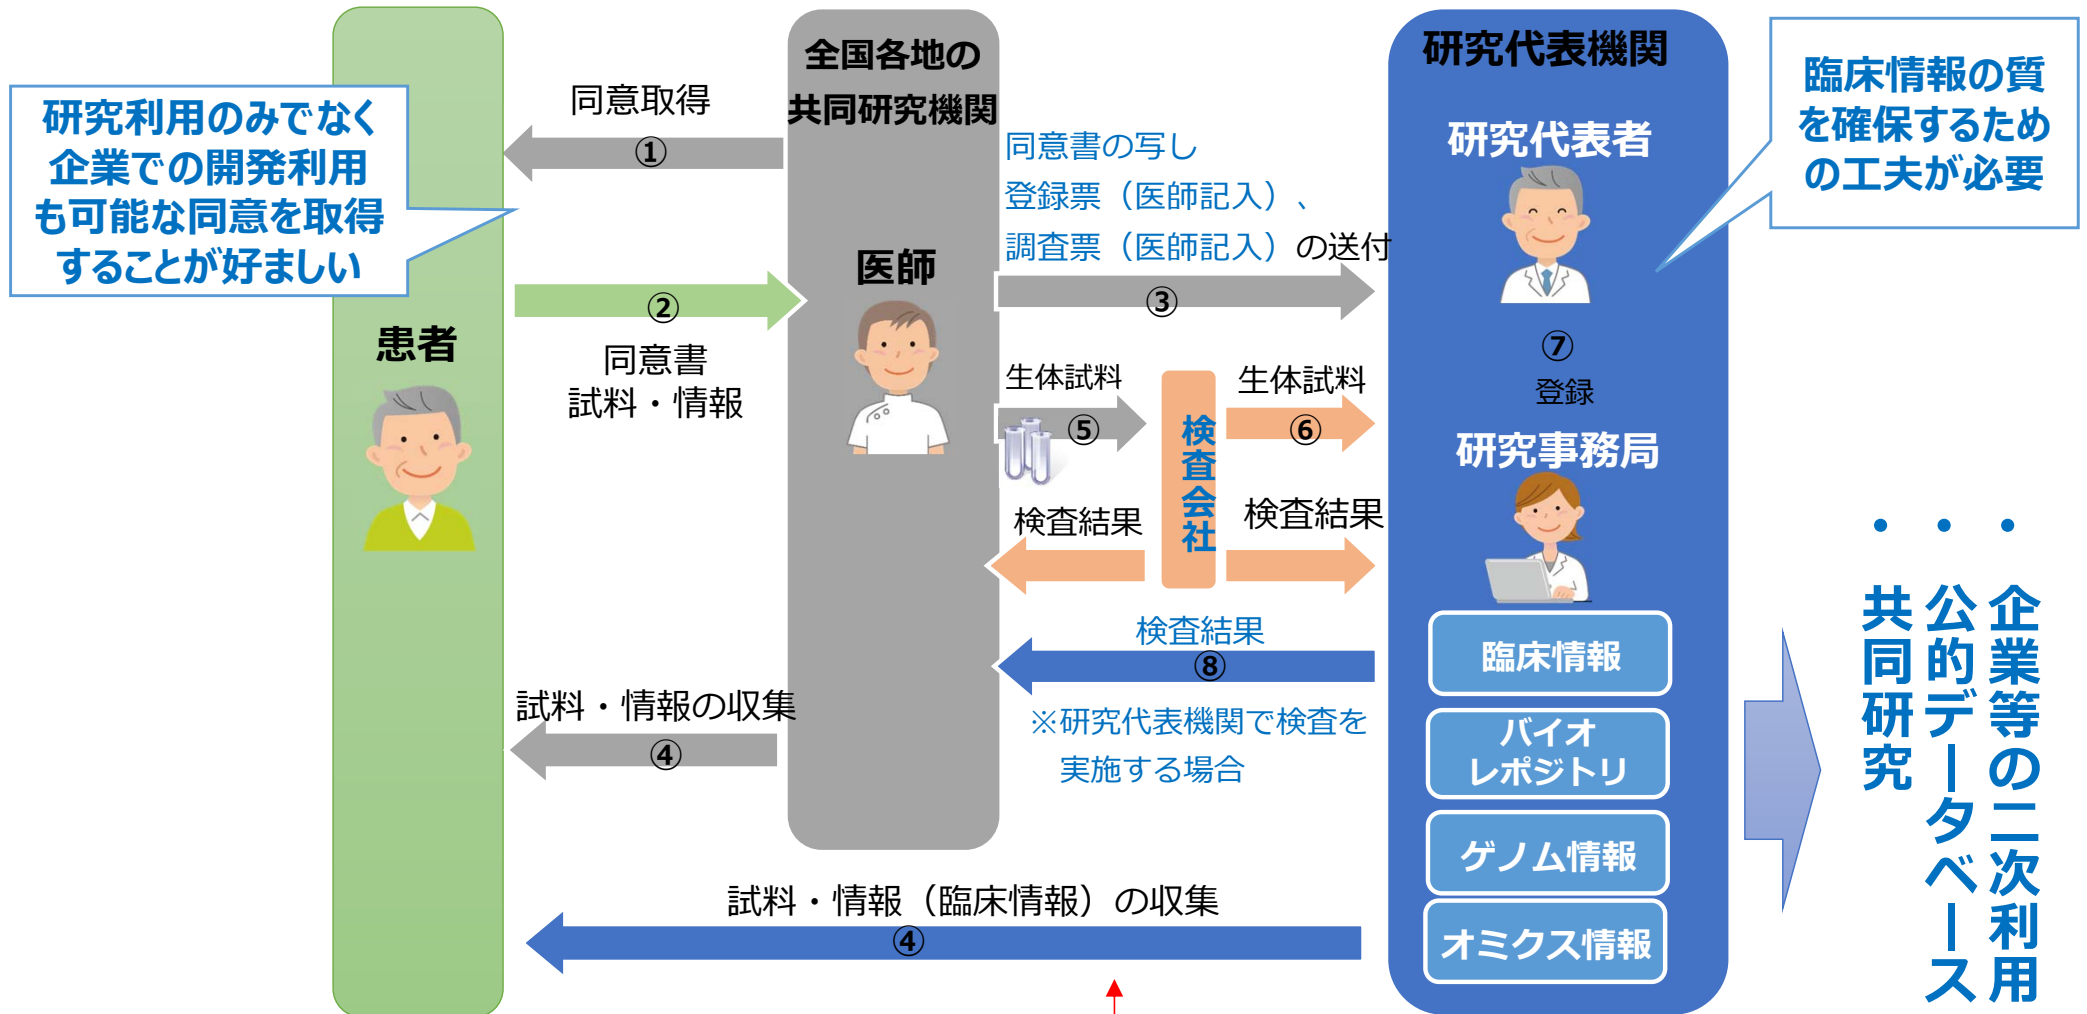 研究利用のみでなく
企業での開発利用
も可能な同意を取得
することが好ましい
患者
同意取得
①
②
同意書
試料・情報
試料・情報の収集
④
全国各地の
共同研究機関
医師
同意書の写し
登録票（医師記入）、
調査票（医師記入）の送付
③
生体試料
⑤
検査会社
生体試料
⑥
検査結果
検査結果
検査結果
⑧
※研究代表機関で検査を
実施する場合
試料・情報（臨床情報）の収集
④
研究代表機関
研究代表者
⑦
登録
研究事務局
臨床情報
バイオ
レポジトリ
ゲノム情報
オミクス情報
臨床情報の質
を確保するため
の工夫が必要
・企業等の二次利用
・公的データベース
・共同研究